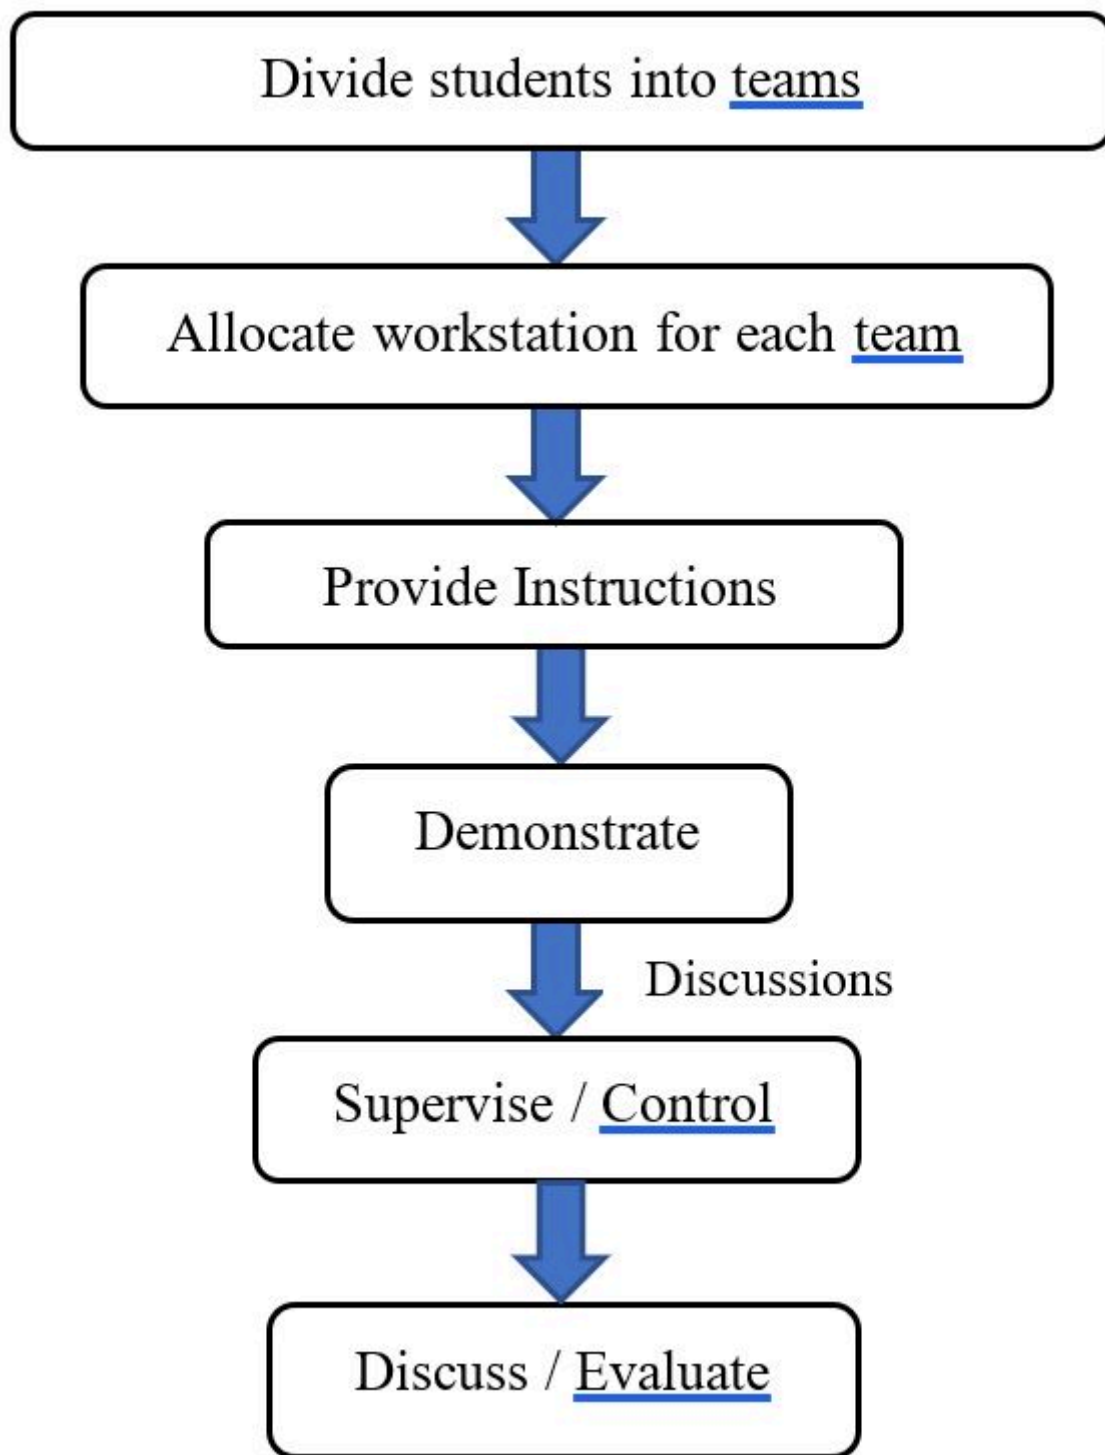 Divide students into teams
Allocate workstation for each team
Provide Instructions
Demonstrate
Discussions
Supervise / Control
Discuss / Evaluate